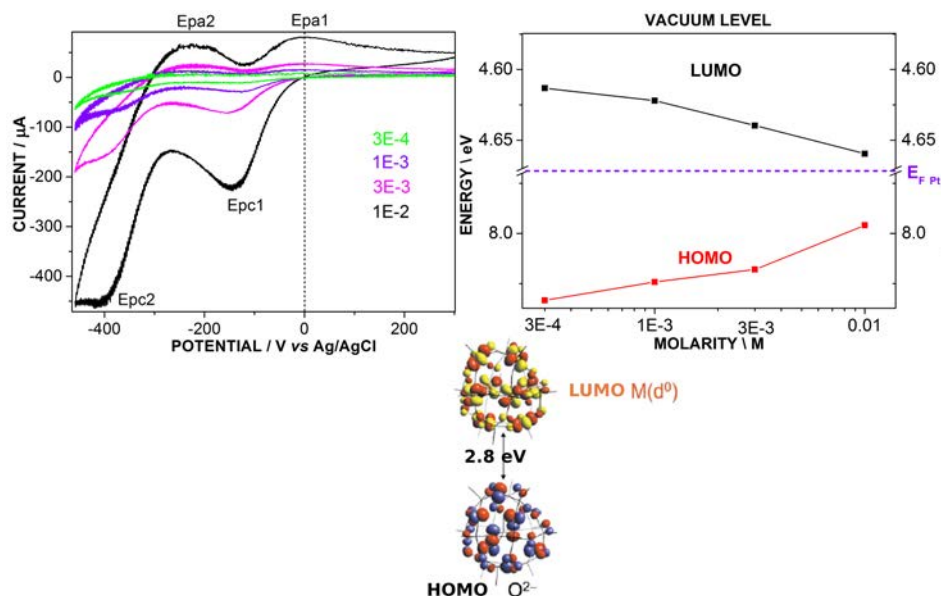 Epa2 Epa1
0
-100
-200
-300
-400
CURRENT / µA
3E-4
1E-3
3E-3
1E-2
Epc1
Epc2
-400 -200 0 200
POTENTIAL / V vs Ag/AgCl
VACUUM LEVEL
4.60 4.60
LUMO
4.65 4.65
E F Pt
ENERGY \ eV
8.0 8.0
HOMO
3E-4 1E-3 3E-3 0.01
MOLARITY \ M
LUMO M(d⁰)
2.8 eV
HOMO O²⁻